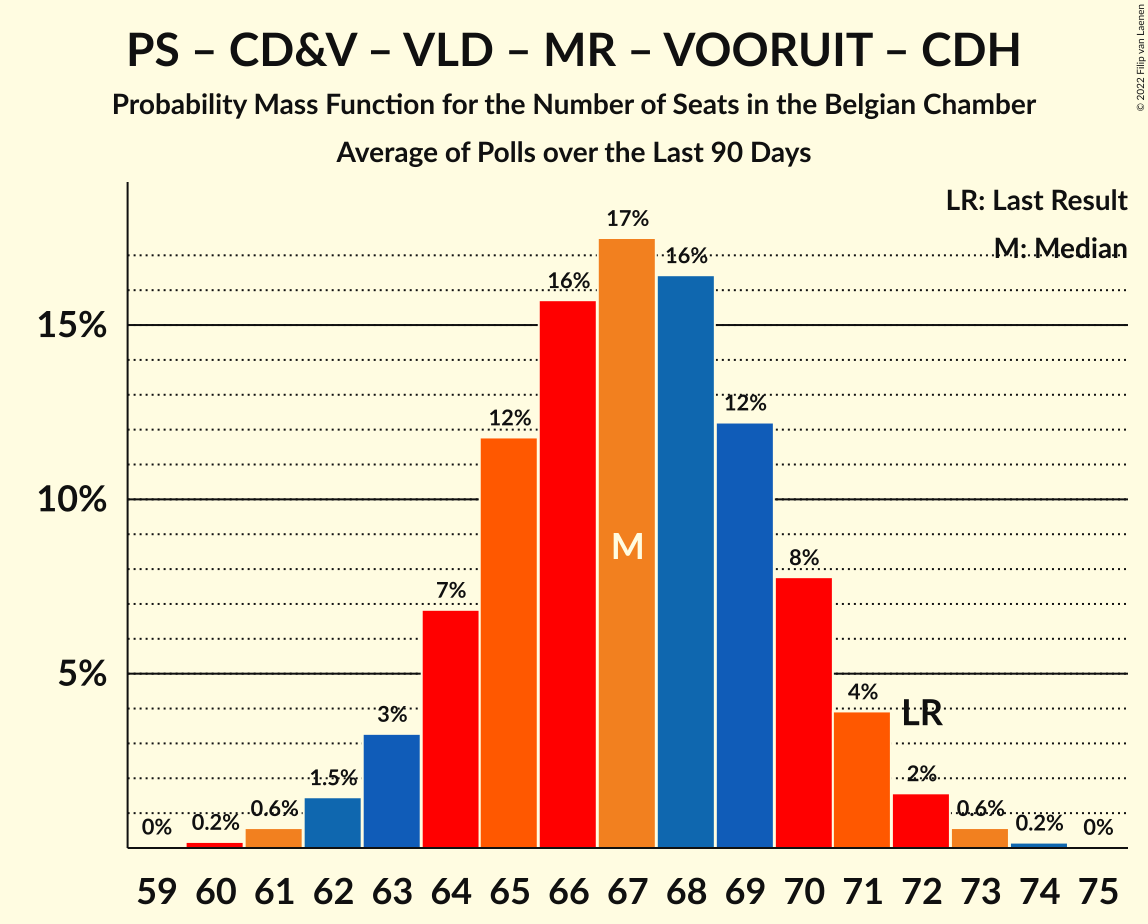 PS – CD&V – VLD – MR – VOORUIT – CDH
Probability Mass Function for the Number of Seats in the Belgian Chamber
Average of Polls over the Last 90 Days
© 2022 Filip van Laenen
LR: Last Result
M: Median
15%
10%
5%
0%
0.2%
0.6%
1.5%
3%
7%
12%
16%
17%
16%
12%
8%
4%
2%
0.6%
0.2%
0%
M
LR
59 60 61 62 63 64 65 66 67 68 69 70 71 72 73 74 75